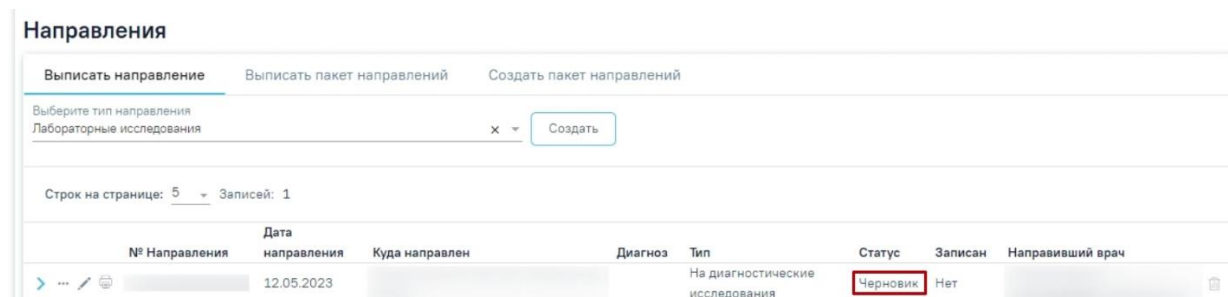 Направления
Выписать направление Выписать пакет направлений Создать пакет направлений
Выберите тип направления
Лабораторные исследования Создать
Строк на странице: 5 Записей: 1
№ Направления Дата направления Куда направлен Диагноз Тип Статус Записан Направивший врач
12.05.2023 На диагностические исследования Черновик Нет